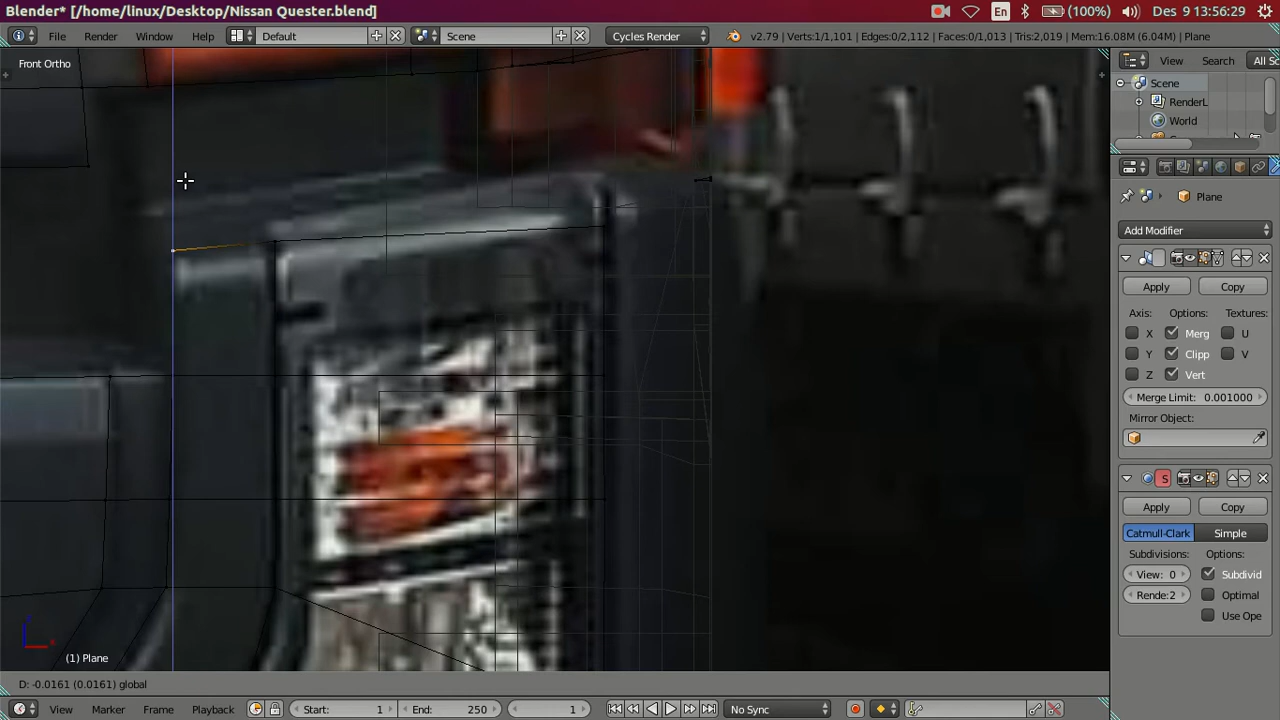 Blender* [/home/linux/Desktop/Nissan Quester.blend]
En (100%) Des 9 13:56:29
File Render Window Help Default Scene Cycles Render v2.79 | Verts:1/1,101 | Edges:0/2,112 | Faces:0/1,013 | Tris:2,019 | Mem:16.08M (6.04M) | Plane
Front Ortho
View Search All Sc
Scene
RenderL
World
Plane
Add Modifier
Apply Copy
Axis: Options: Textures:
X Merg U
Y Clipp V
Z Vert
Merge Limit: 0.001000
Mirror Object:
S
Apply Copy
Catmull-Clark Simple
Subdivisions: Options:
View: 0 Subdivid
Rende:2 Optimal
Use Ope
(1) Plane
D: -0.0161 (0.0161) global
View Marker Frame Playback Start: 1 End: 250 1 No Sync